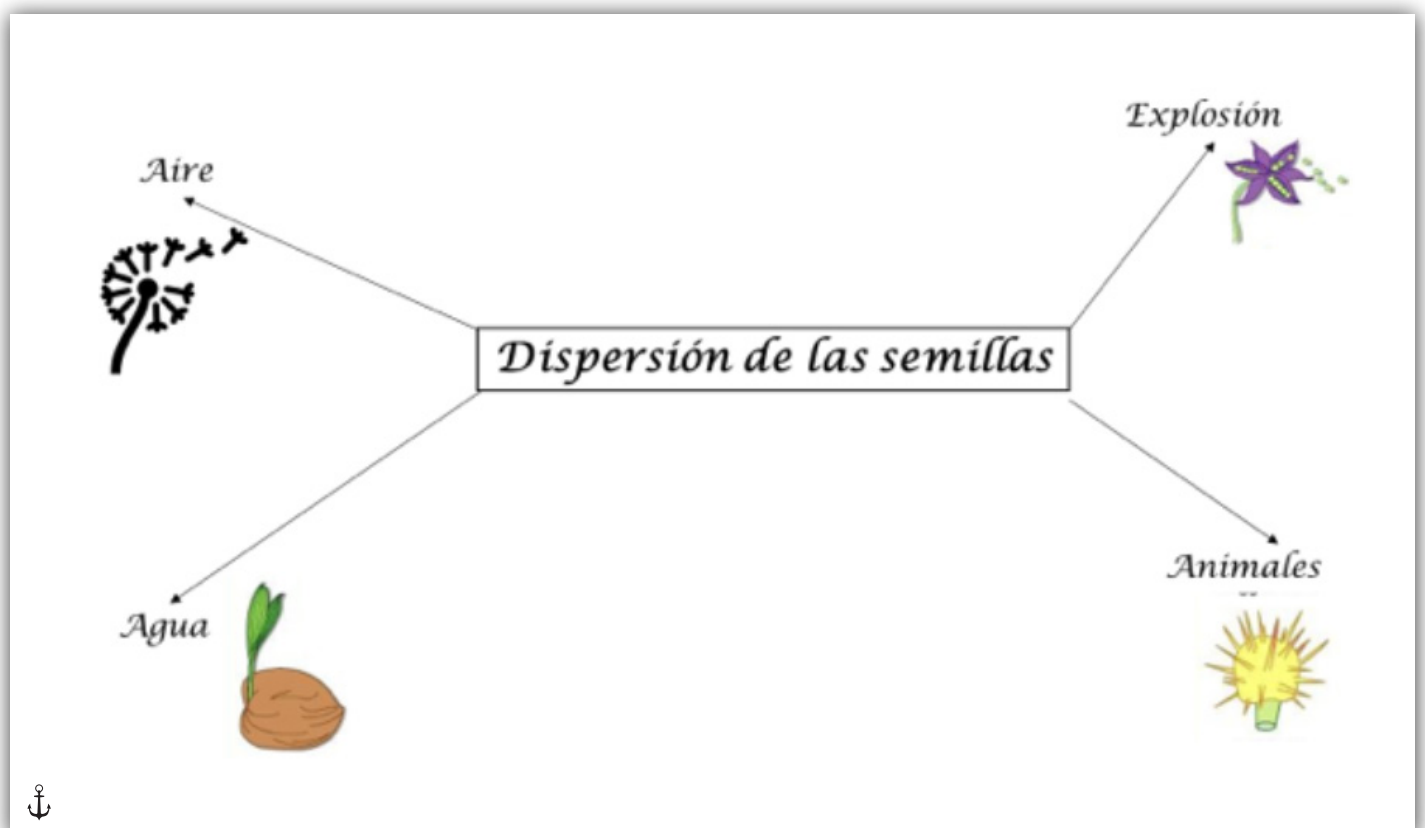 Explosión
Aire
Dispersión de las semillas
Animales
Agua